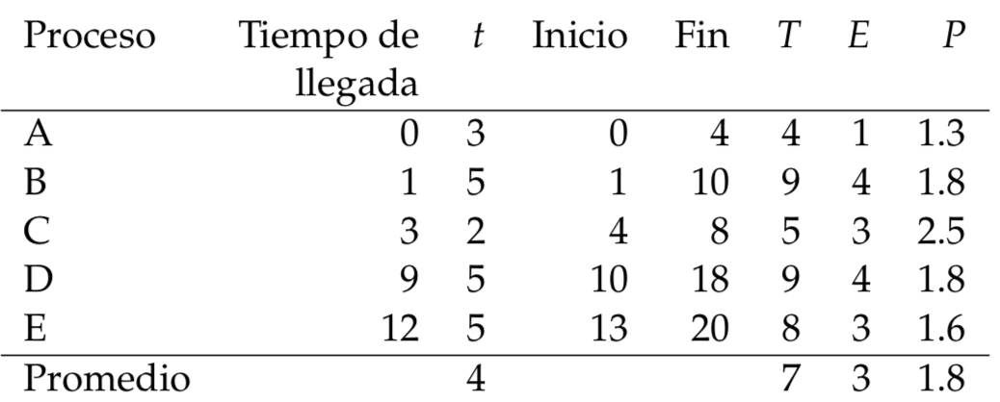 Proceso Tiempo de t Inicio Fin T E P
llegada
A 0 3 0 4 4 1 1.3
B 1 5 1 10 9 4 1.8
C 3 2 4 8 5 3 2.5
D 9 5 10 18 9 4 1.8
E 12 5 13 20 8 3 1.6
Promedio 4 7 3 1.8